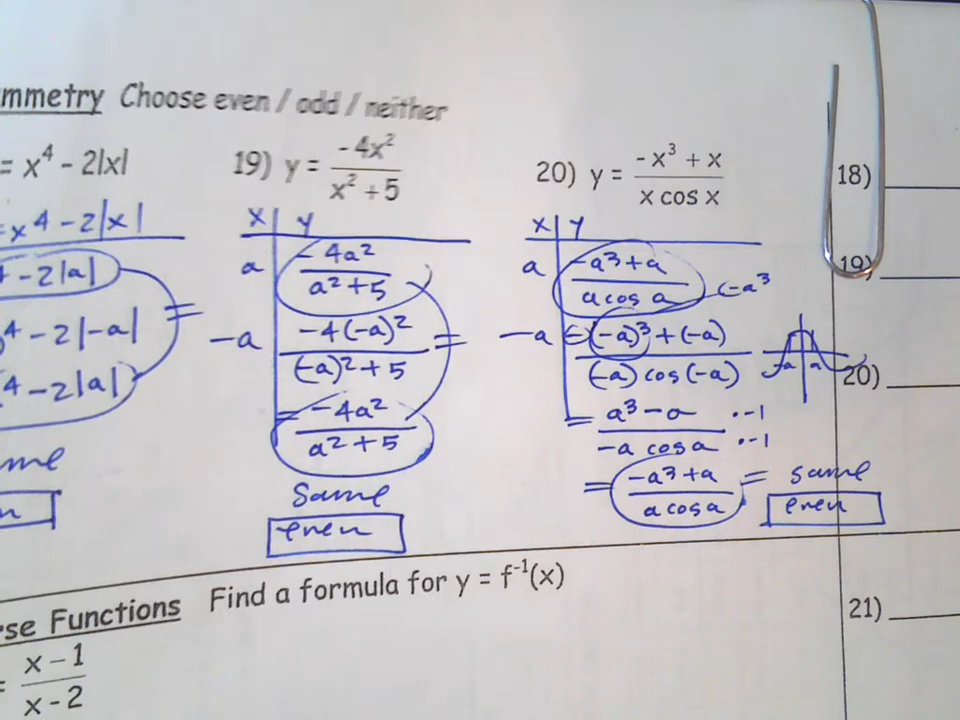 mmetry Choose even / odd / neither
= x⁴ - 2|x|
= x⁴ - 2|x|
- 2|a|
⁴ - 2|-a|
⁴ - 2|a|
me
n
19) y = -4x² / x² + 5
x | y
a | -4a² / a² + 5
-a | -4(-a)² / (-a)² + 5
= -4a² / a² + 5
=
Same
even
20) y = -x³ + x / x cos x
x | y
a | -a³ + a / a cos a
(-a³
-a | -(-a)³ + (-a) / (-a) cos (-a)
-a a
= a³ - a / -a cos a · -1 · -1
= -a³ + a / a cos a = same
even
18)
19)
20)
rse Functions Find a formula for y = f⁻¹(x)
= x - 1 / x - 2
21)